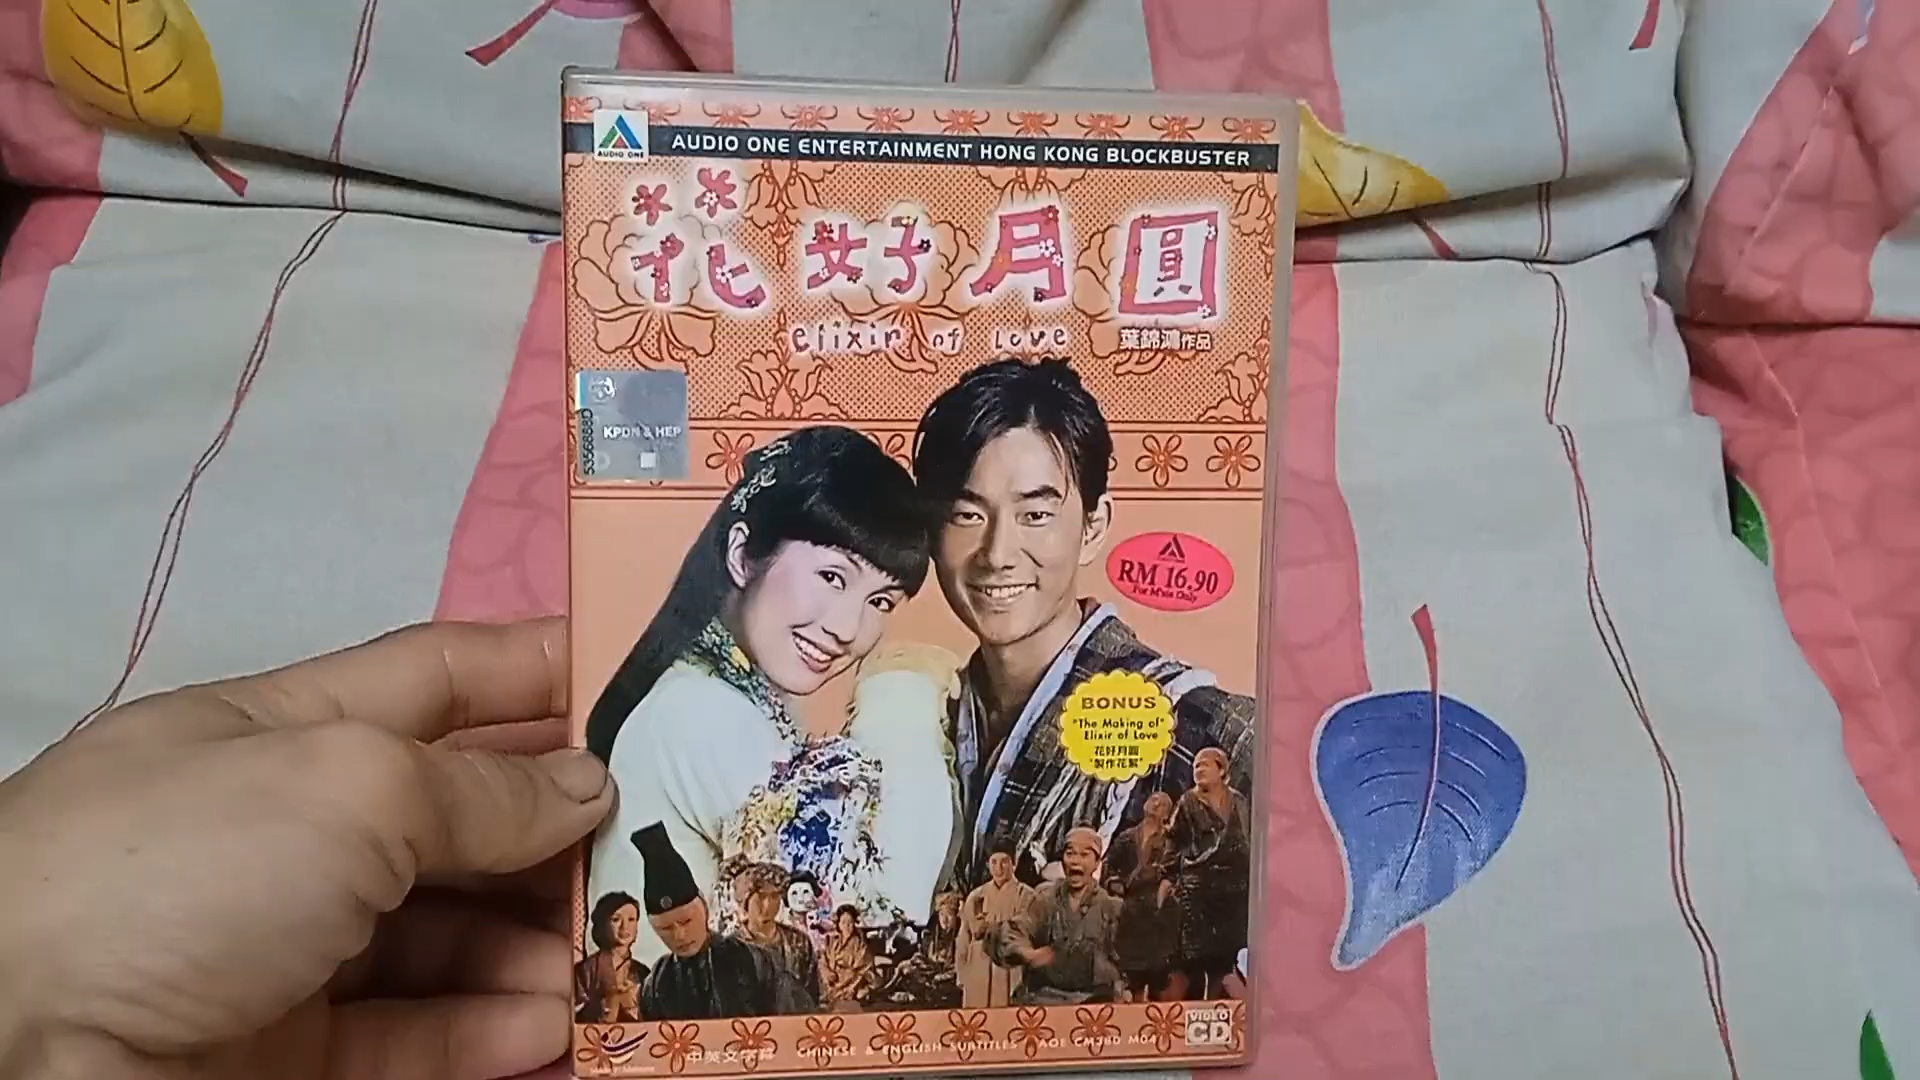 AUDIO ONE
AUDIO ONE ENTERTAINMENT HONG KONG BLOCKBUSTER
花好月圓
Elixir of Love
葉錦鴻作品
5356888D
KPDN & HEP
RM 16.90
For M'sia Only
BONUS
"The Making of"
Elixir of Love
花好月圓
"製作花絮"
VIDEO
CD
中英文字幕
CHINESE & ENGLISH SUBTITLES